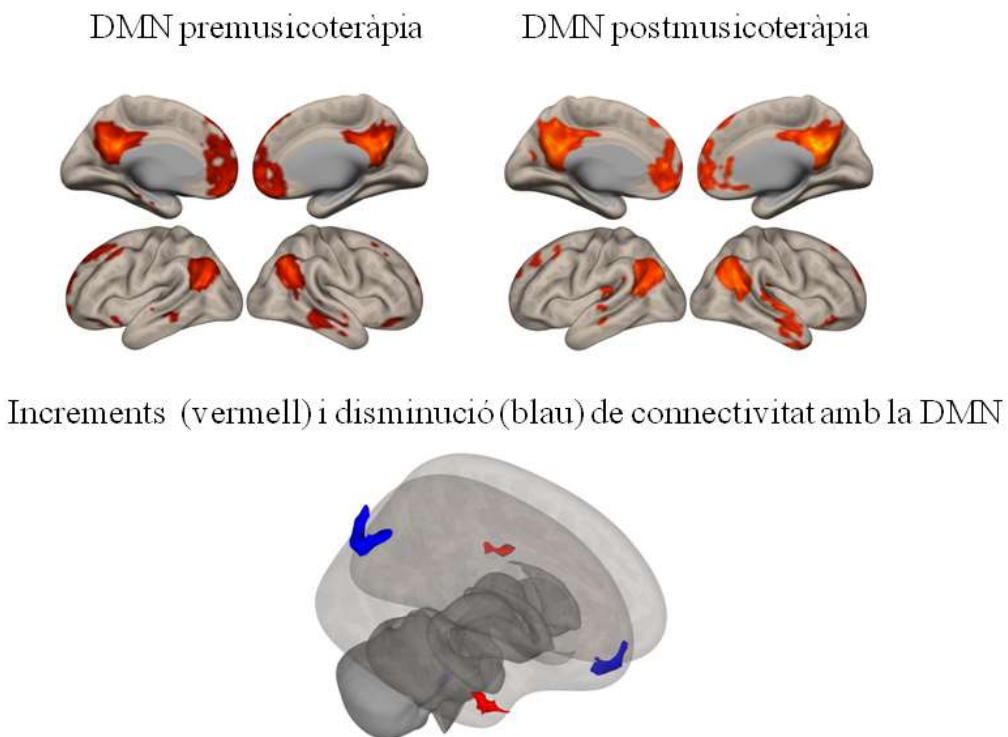 DMN premusicoteràpia
DMN postmusicoteràpia
Increments (vermell) i disminució (blau) de connectivitat amb la DMN